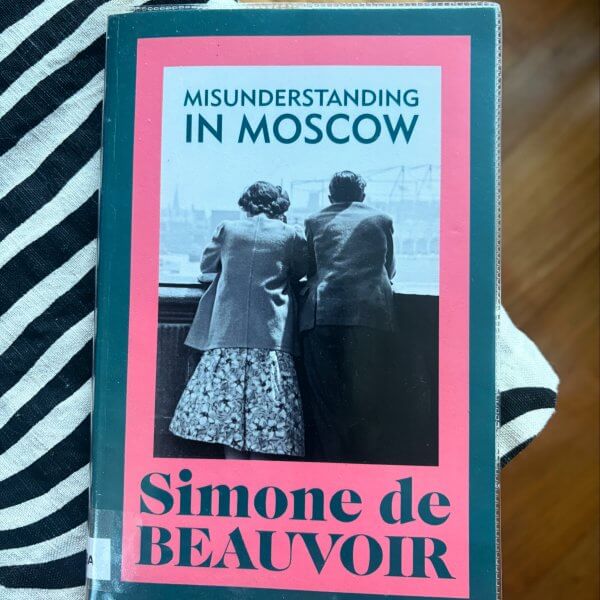 MISUNDERSTANDING
IN MOSCOW
Simone de
BEAUVOIR
A